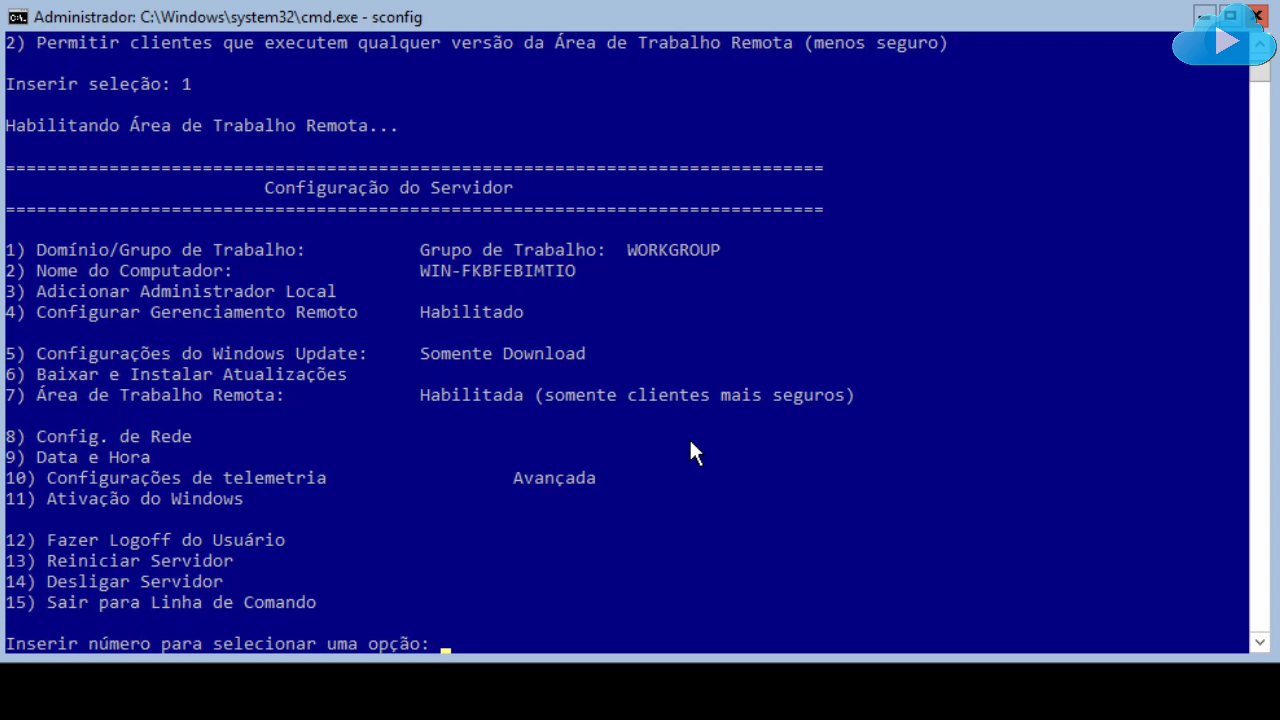 Administrador: C:\Windows\system32\cmd.exe - sconfig
2) Permitir clientes que executem qualquer versão da Área de Trabalho Remota (menos seguro)
Inserir seleção: 1
Habilitando Área de Trabalho Remota...
===============================================================================
Configuração do Servidor
===============================================================================
1) Domínio/Grupo de Trabalho: Grupo de Trabalho: WORKGROUP
2) Nome do Computador: WIN-FKBFEBIMTIO
3) Adicionar Administrador Local
4) Configurar Gerenciamento Remoto Habilitado
5) Configurações do Windows Update: Somente Download
6) Baixar e Instalar Atualizações
7) Área de Trabalho Remota: Habilitada (somente clientes mais seguros)
8) Config. de Rede
9) Data e Hora
10) Configurações de telemetria Avançada
11) Ativação do Windows
12) Fazer Logoff do Usuário
13) Reiniciar Servidor
14) Desligar Servidor
15) Sair para Linha de Comando
Inserir número para selecionar uma opção: